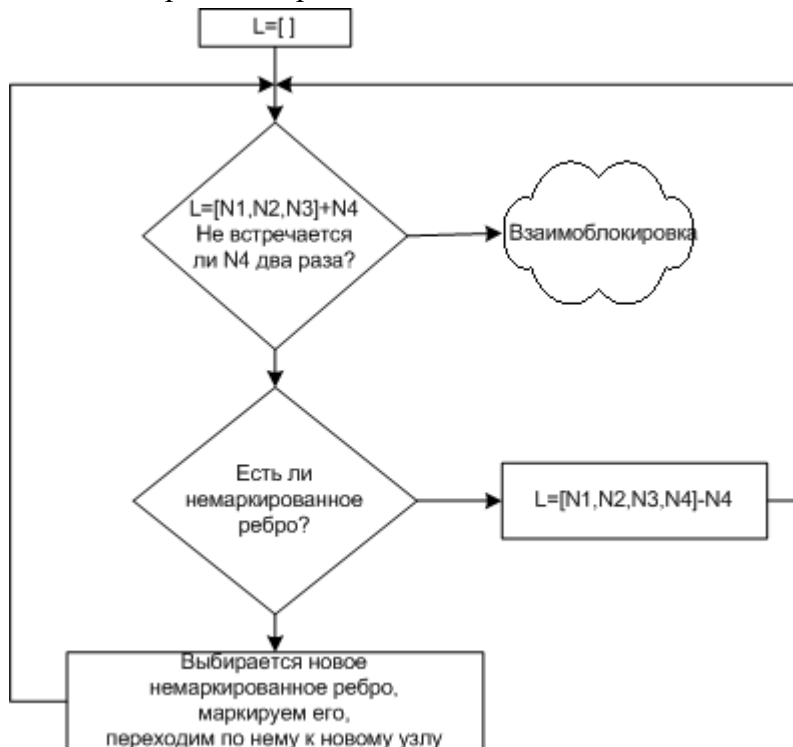 L=[ ]
L=[N1,N2,N3]+N4
Не встречается
ли N4 два раза?
Взаимоблокировка
Есть ли
немаркированное
ребро?
L=[N1,N2,N3,N4]-N4
Выбирается новое
немаркированное ребро,
маркируем его,
переходим по нему к новому узлу